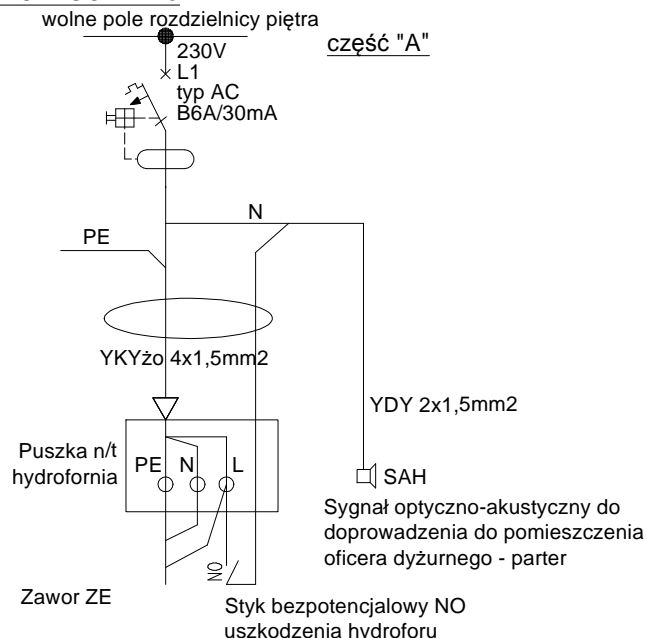 wolne pole rozdzielnicy piętra
część "A"
230V
L1
typ AC
B6A/30mA
N
PE
YKYżo 4x1,5mm2
YDY 2x1,5mm2
Puszka n/t
hydrofornia
PE N L
SAH
Sygnał optyczno-akustyczny do
doprowadzenia do pomieszczenia
oficera dyżurnego - parter
NO
Zawor ZE
Styk bezpotencjalowy NO
uszkodzenia hydroforu